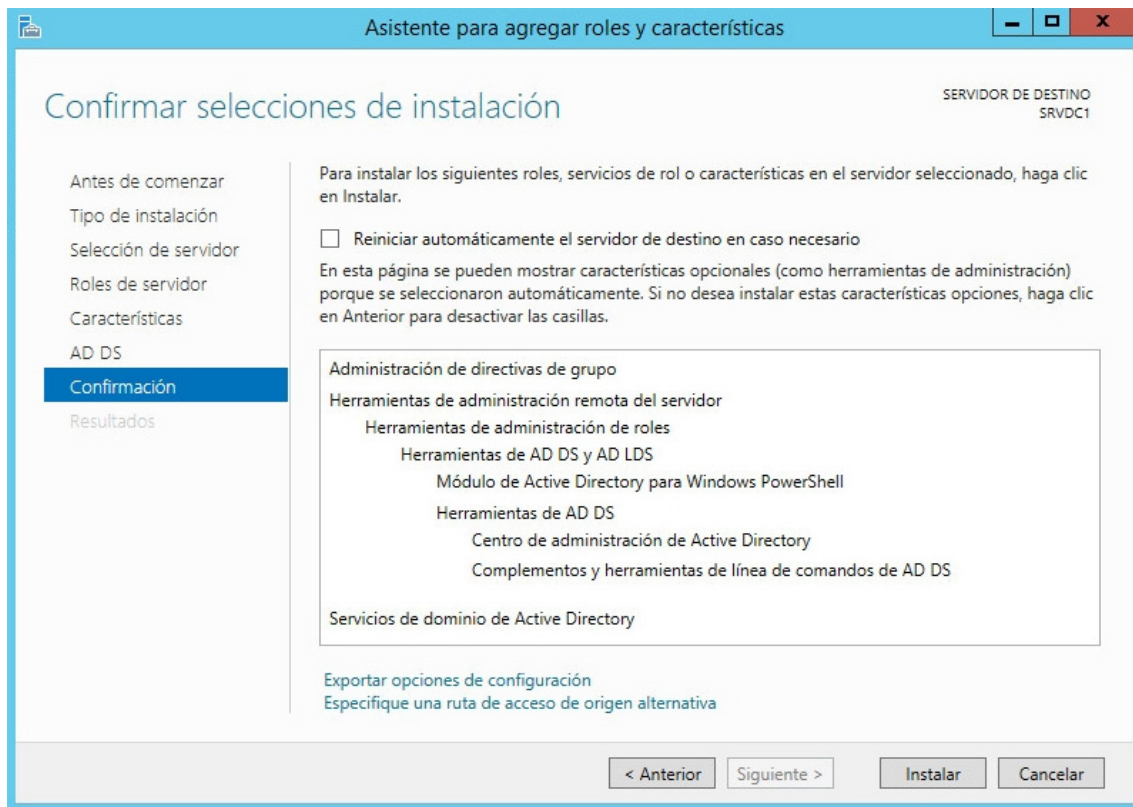 Asistente para agregar roles y características
Confirmar selecciones de instalación
SERVIDOR DE DESTINO
SRVDC1
Antes de comenzar
Tipo de instalación
Selección de servidor
Roles de servidor
Características
AD DS
Confirmación
Resultados
Para instalar los siguientes roles, servicios de rol o características en el servidor seleccionado, haga clic
en Instalar.
Reiniciar automáticamente el servidor de destino en caso necesario
En esta página se pueden mostrar características opcionales (como herramientas de administración)
porque se seleccionaron automáticamente. Si no desea instalar estas características opciones, haga clic
en Anterior para desactivar las casillas.
Administración de directivas de grupo
Herramientas de administración remota del servidor
Herramientas de administración de roles
Herramientas de AD DS y AD LDS
Módulo de Active Directory para Windows PowerShell
Herramientas de AD DS
Centro de administración de Active Directory
Complementos y herramientas de línea de comandos de AD DS
Servicios de dominio de Active Directory
Exportar opciones de configuración
Especifique una ruta de acceso de origen alternativa
< Anterior
Siguiente >
Instalar
Cancelar